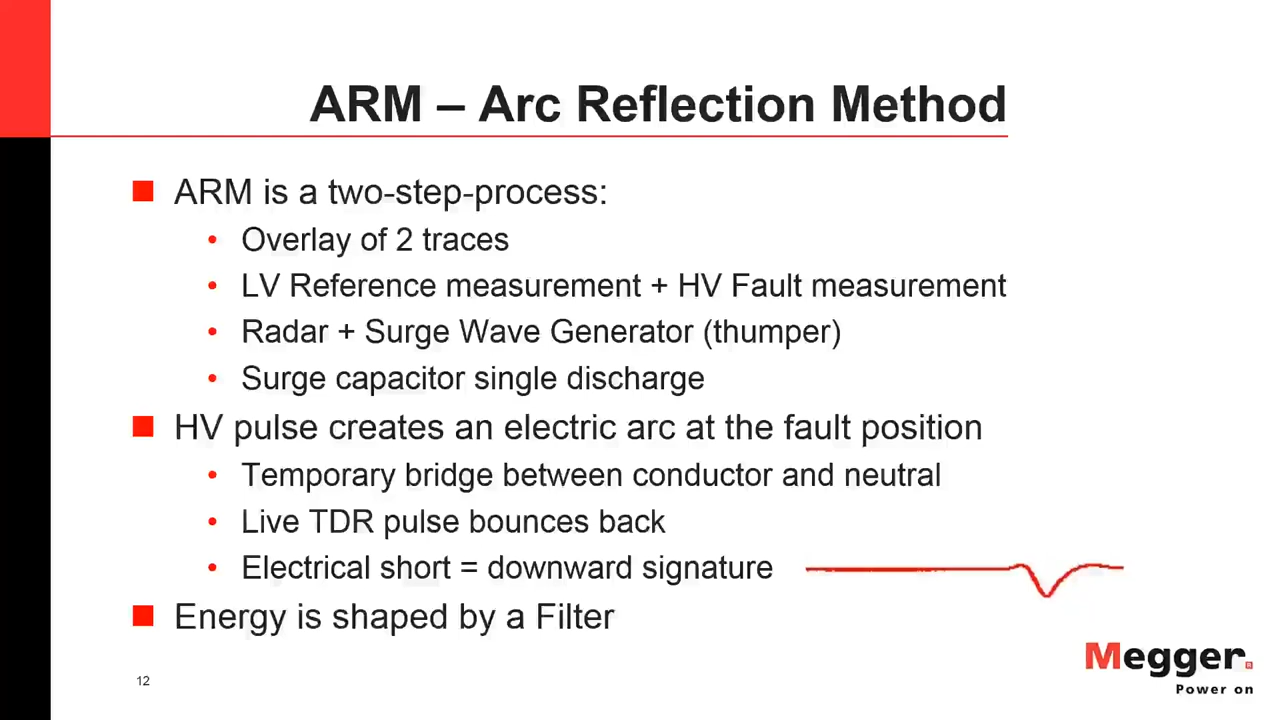 ARM – Arc Reflection Method
ARM is a two-step-process:
Overlay of 2 traces
LV Reference measurement + HV Fault measurement
Radar + Surge Wave Generator (thumper)
Surge capacitor single discharge
HV pulse creates an electric arc at the fault position
Temporary bridge between conductor and neutral
Live TDR pulse bounces back
Electrical short = downward signature
Energy is shaped by a Filter
Megger.
Power on
12